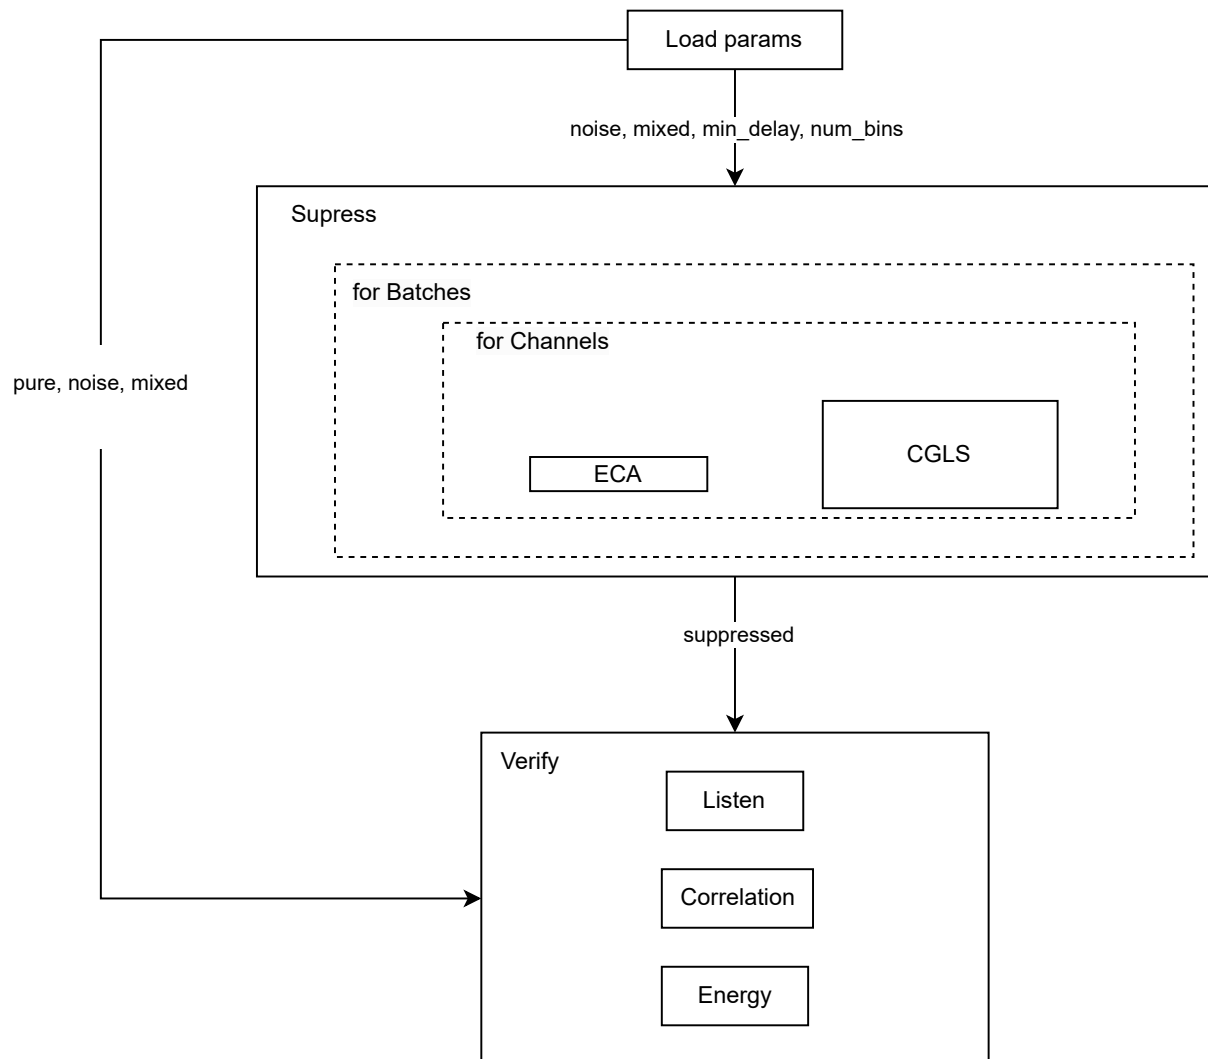 Load params
noise, mixed, min_delay, num_bins
Supress
for Batches
for Channels
pure, noise, mixed
CGLS
ECA
suppressed
Verify
Listen
Correlation
Energy